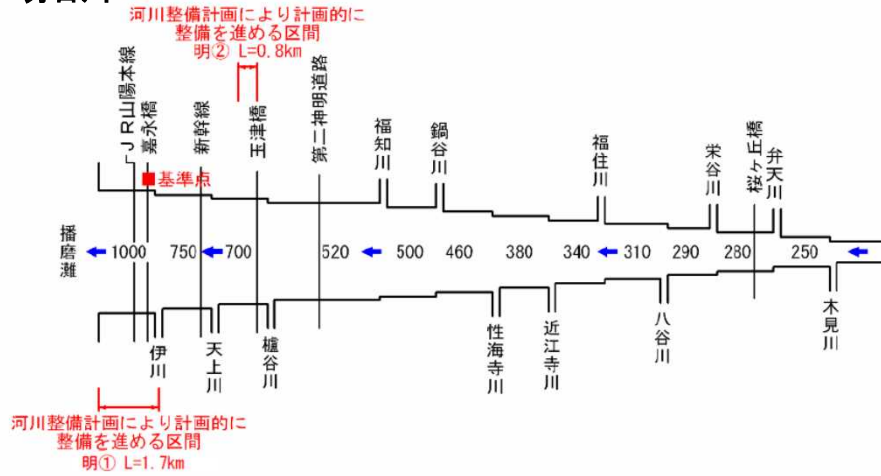 河川整備計画により計画的に
整備を進める区間
明② L=0.8km
JR山陽本線
嘉永橋
新幹線
玉津橋
第二神明道路
福知川
鍋谷川
福住川
栄谷川
桜ヶ丘橋
弁天川
基準点
播磨灘
1000
750
700
520
500
460
380
340
310
290
280
250
伊川
天上川
櫨谷川
性海寺川
近江寺川
八谷川
木見川
河川整備計画により計画的に
整備を進める区間
明① L=1.7km